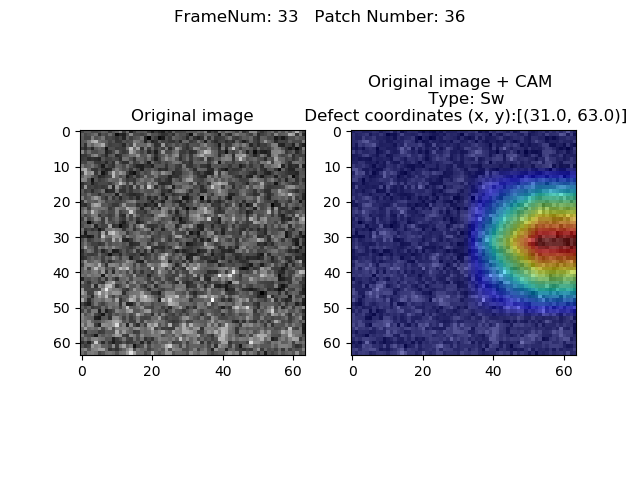 FrameNum: 33   Patch Number: 36
Original image
0
10
20
30
40
50
60
0 20 40 60
Original image + CAM
Type: Sw
Defect coordinates (x, y):[(31.0, 63.0)]
0
10
20
30
40
50
60
0 20 40 60